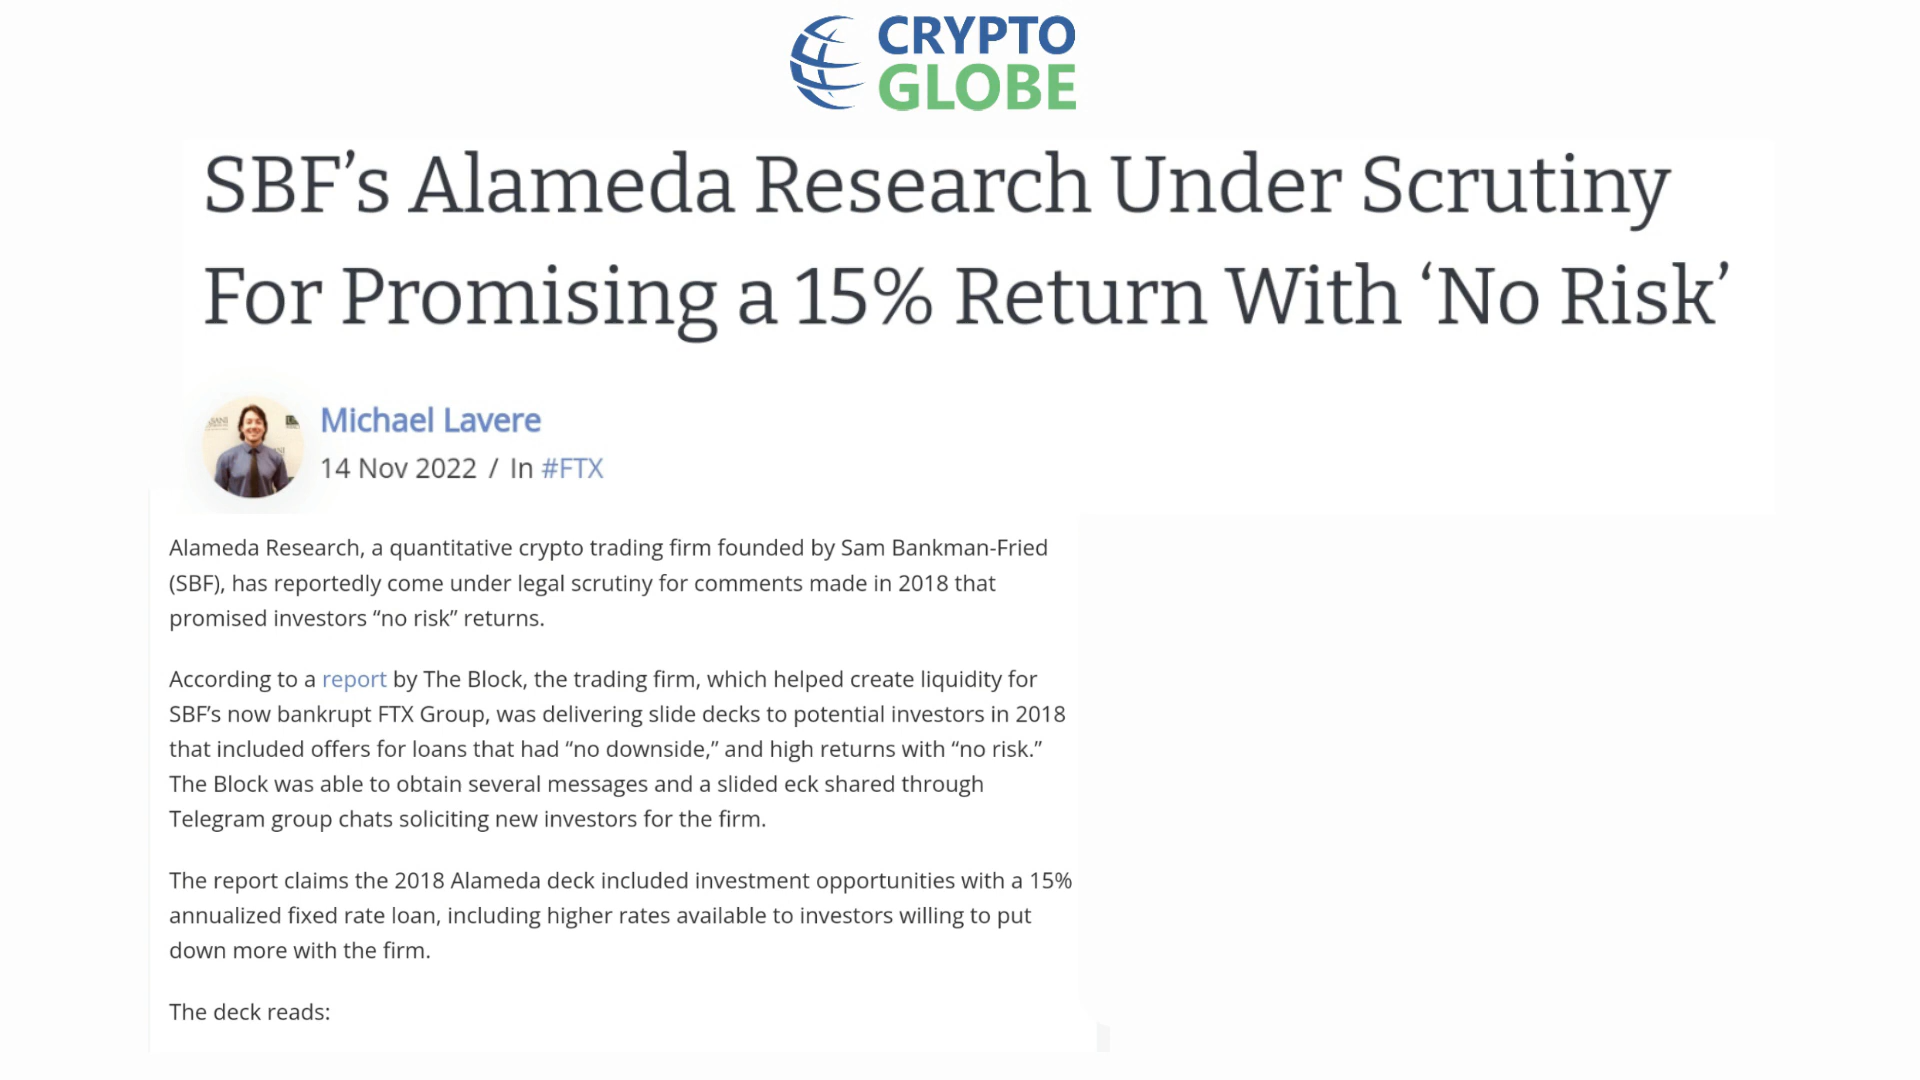 CRYPTO
GLOBE
SBF’s Alameda Research Under Scrutiny
For Promising a 15% Return With ‘No Risk’
Michael Lavere
14 Nov 2022 / In #FTX
Alameda Research, a quantitative crypto trading firm founded by Sam Bankman-Fried
(SBF), has reportedly come under legal scrutiny for comments made in 2018 that
promised investors “no risk” returns.
According to a report by The Block, the trading firm, which helped create liquidity for
SBF’s now bankrupt FTX Group, was delivering slide decks to potential investors in 2018
that included offers for loans that had “no downside,” and high returns with “no risk.”
The Block was able to obtain several messages and a slided eck shared through
Telegram group chats soliciting new investors for the firm.
The report claims the 2018 Alameda deck included investment opportunities with a 15%
annualized fixed rate loan, including higher rates available to investors willing to put
down more with the firm.
The deck reads: